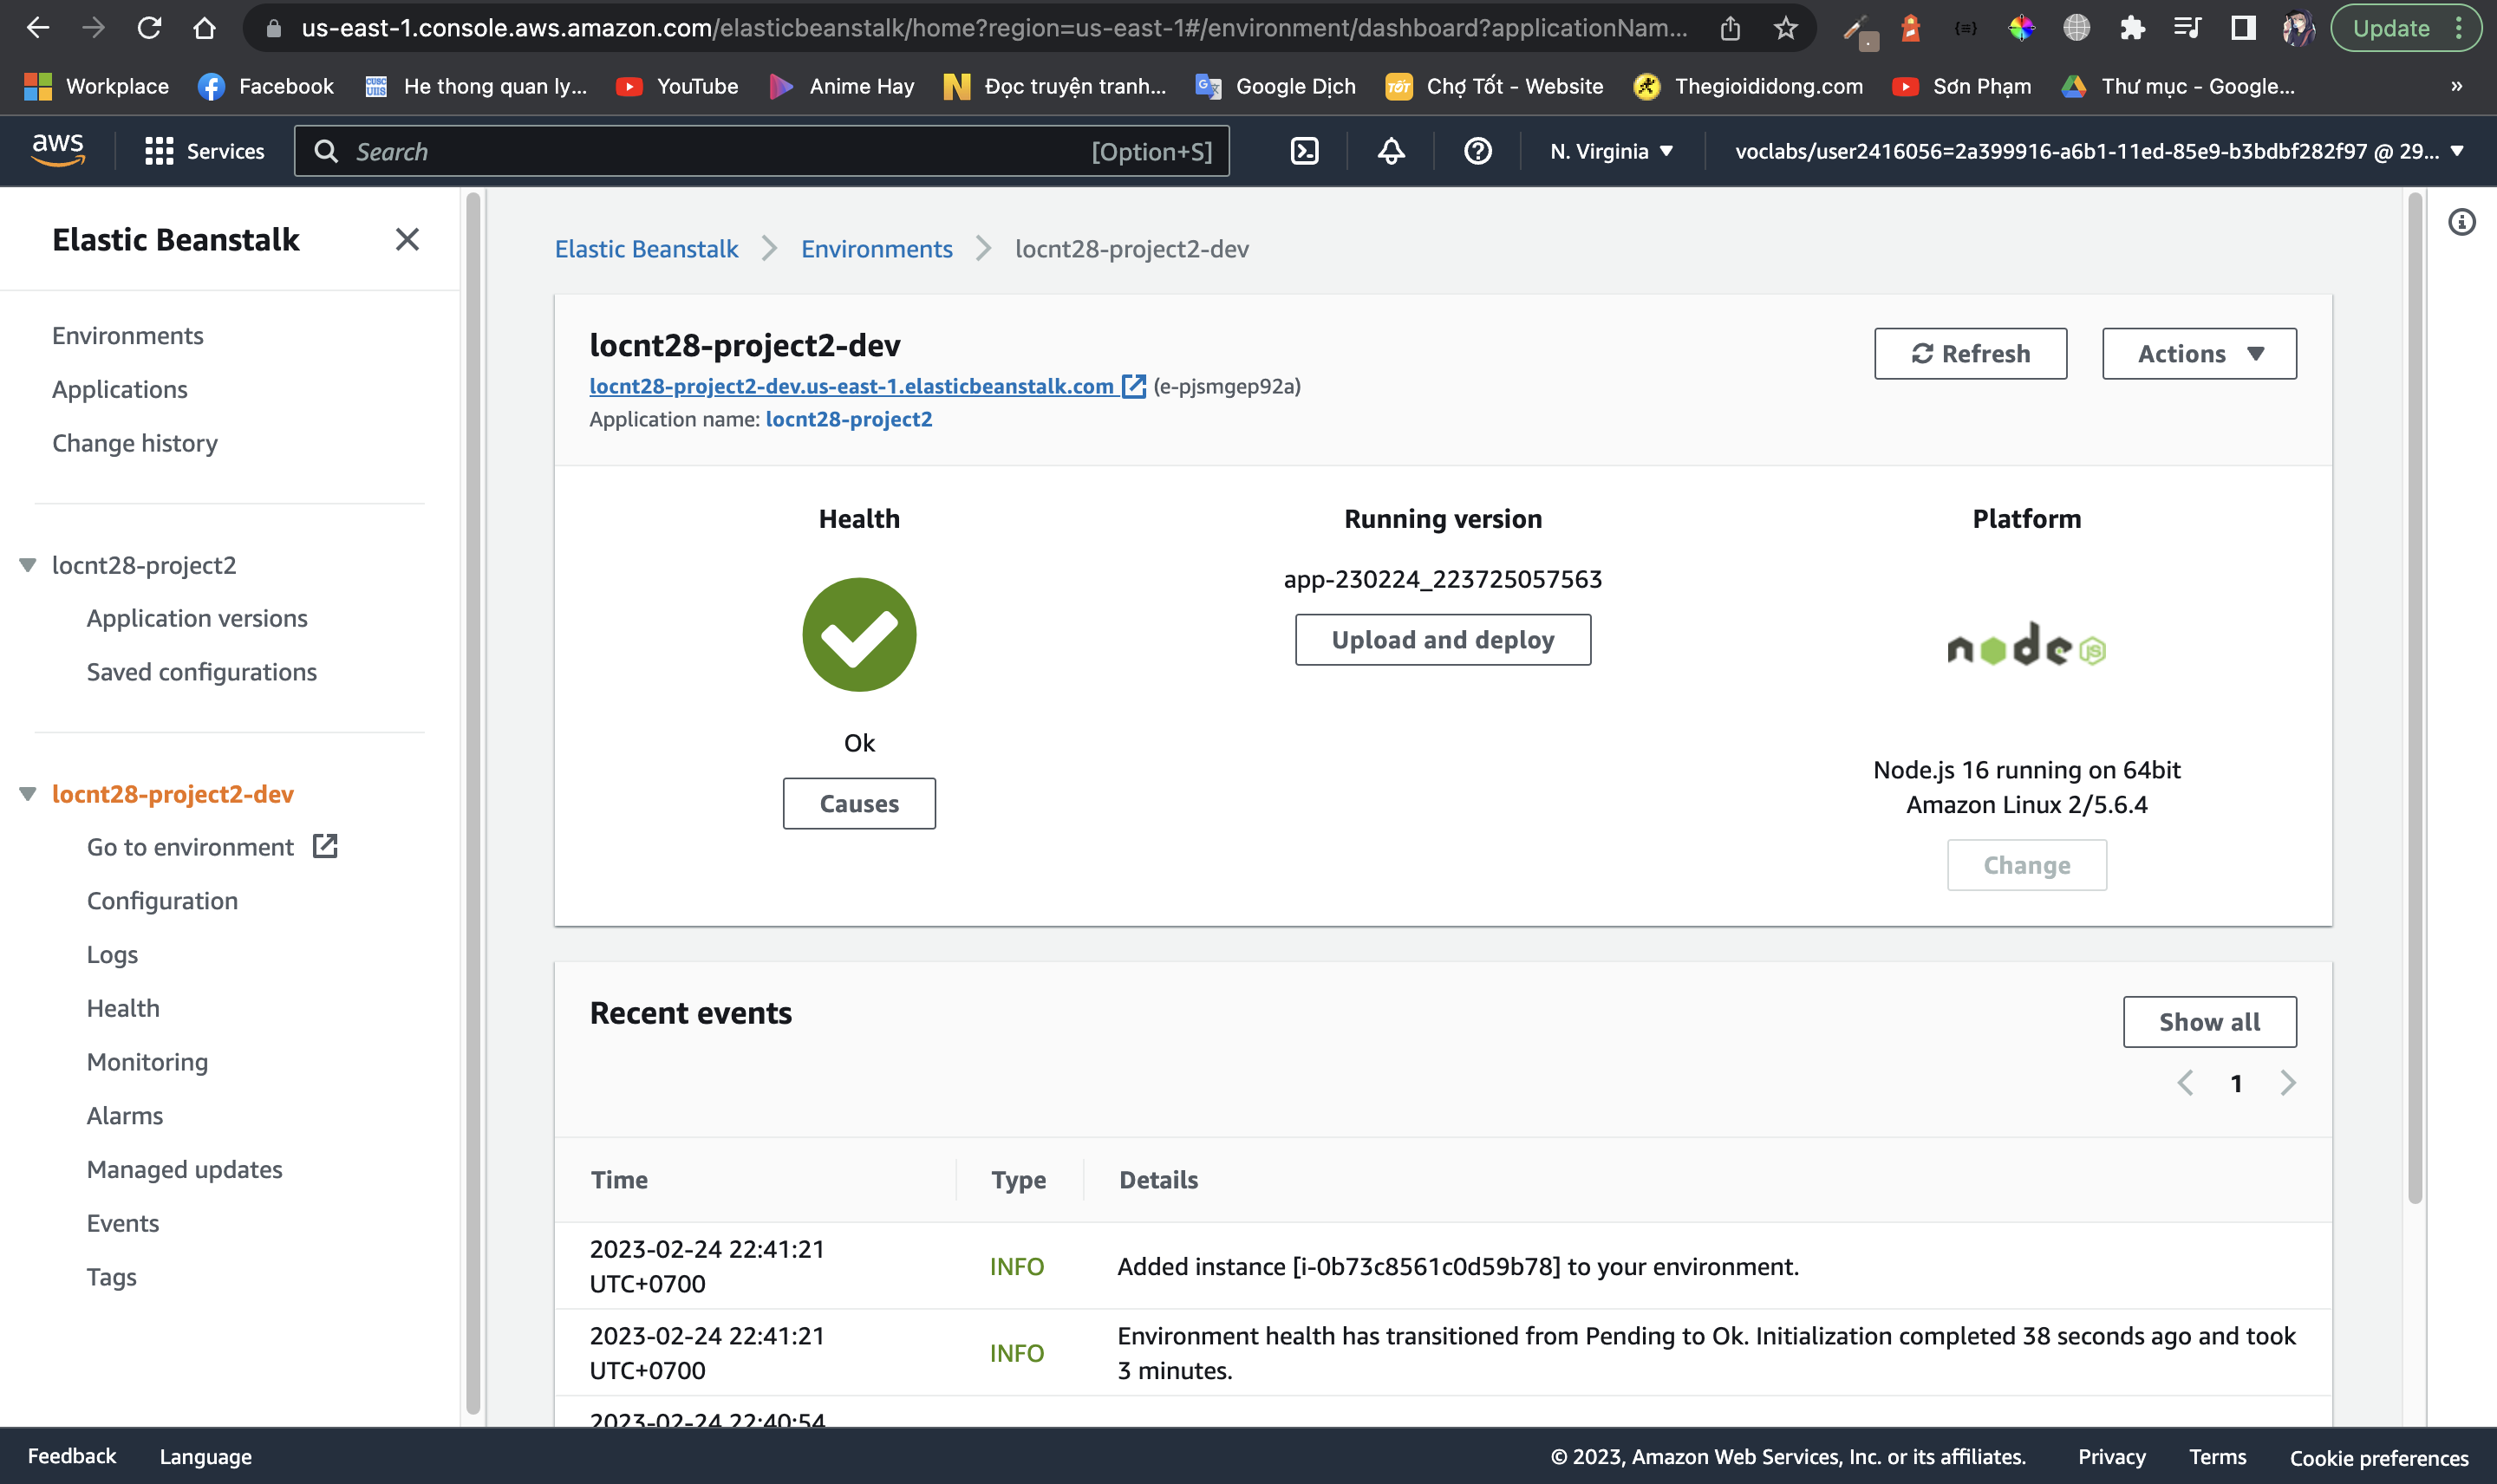 us-east-1.console.aws.amazon.com/elasticbeanstalk/home?region=us-east-1#/environment/dashboard?applicationNam...
Update
Workplace
Facebook
He thong quan ly...
YouTube
Anime Hay
Đọc truyện tranh...
Google Dịch
Chợ Tốt - Website
Thegioididong.com
Sơn Phạm
Thư mục - Google...
»
aws
Services
Search
[Option+S]
N. Virginia
voclabs/user2416056=2a399916-a6b1-11ed-85e9-b3bdbf282f97 @ 29...
Elastic Beanstalk
Environments
Applications
Change history
locnt28-project2
Application versions
Saved configurations
locnt28-project2-dev
Go to environment
Configuration
Logs
Health
Monitoring
Alarms
Managed updates
Events
Tags
Elastic Beanstalk
Environments
locnt28-project2-dev
locnt28-project2-dev
locnt28-project2-dev.us-east-1.elasticbeanstalk.com (e-pjsmgep92a)
Application name: locnt28-project2
Refresh
Actions
Health
Ok
Causes
Running version
app-230224_223725057563
Upload and deploy
Platform
node JS
Node.js 16 running on 64bit
Amazon Linux 2/5.6.4
Change
Recent events
Show all
1
Time
Type
Details
2023-02-24 22:41:21
UTC+0700
INFO
Added instance [i-0b73c8561c0d59b78] to your environment.
2023-02-24 22:41:21
UTC+0700
INFO
Environment health has transitioned from Pending to Ok. Initialization completed 38 seconds ago and took
3 minutes.
2023-02-24 22:40:54
Feedback
Language
© 2023, Amazon Web Services, Inc. or its affiliates.
Privacy
Terms
Cookie preferences